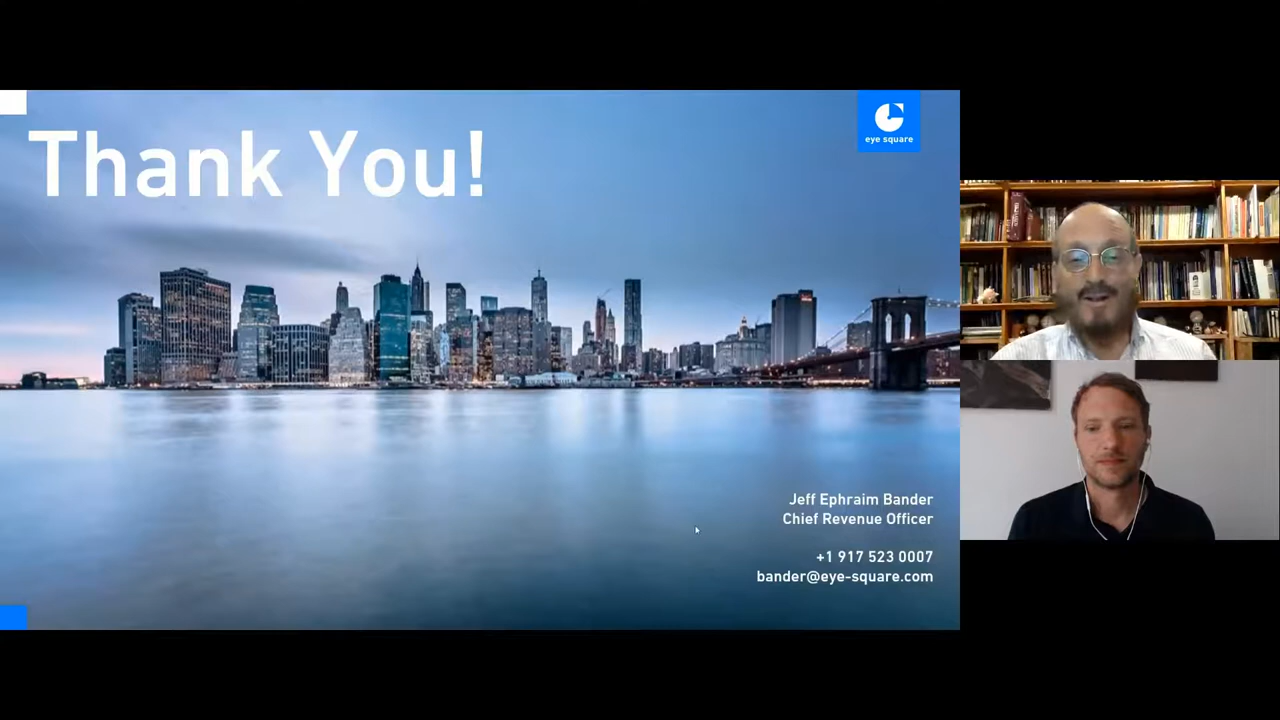 Thank You!
eye square
Jeff Ephraim Bander
Chief Revenue Officer
+1 917 523 0007
bander@eye-square.com